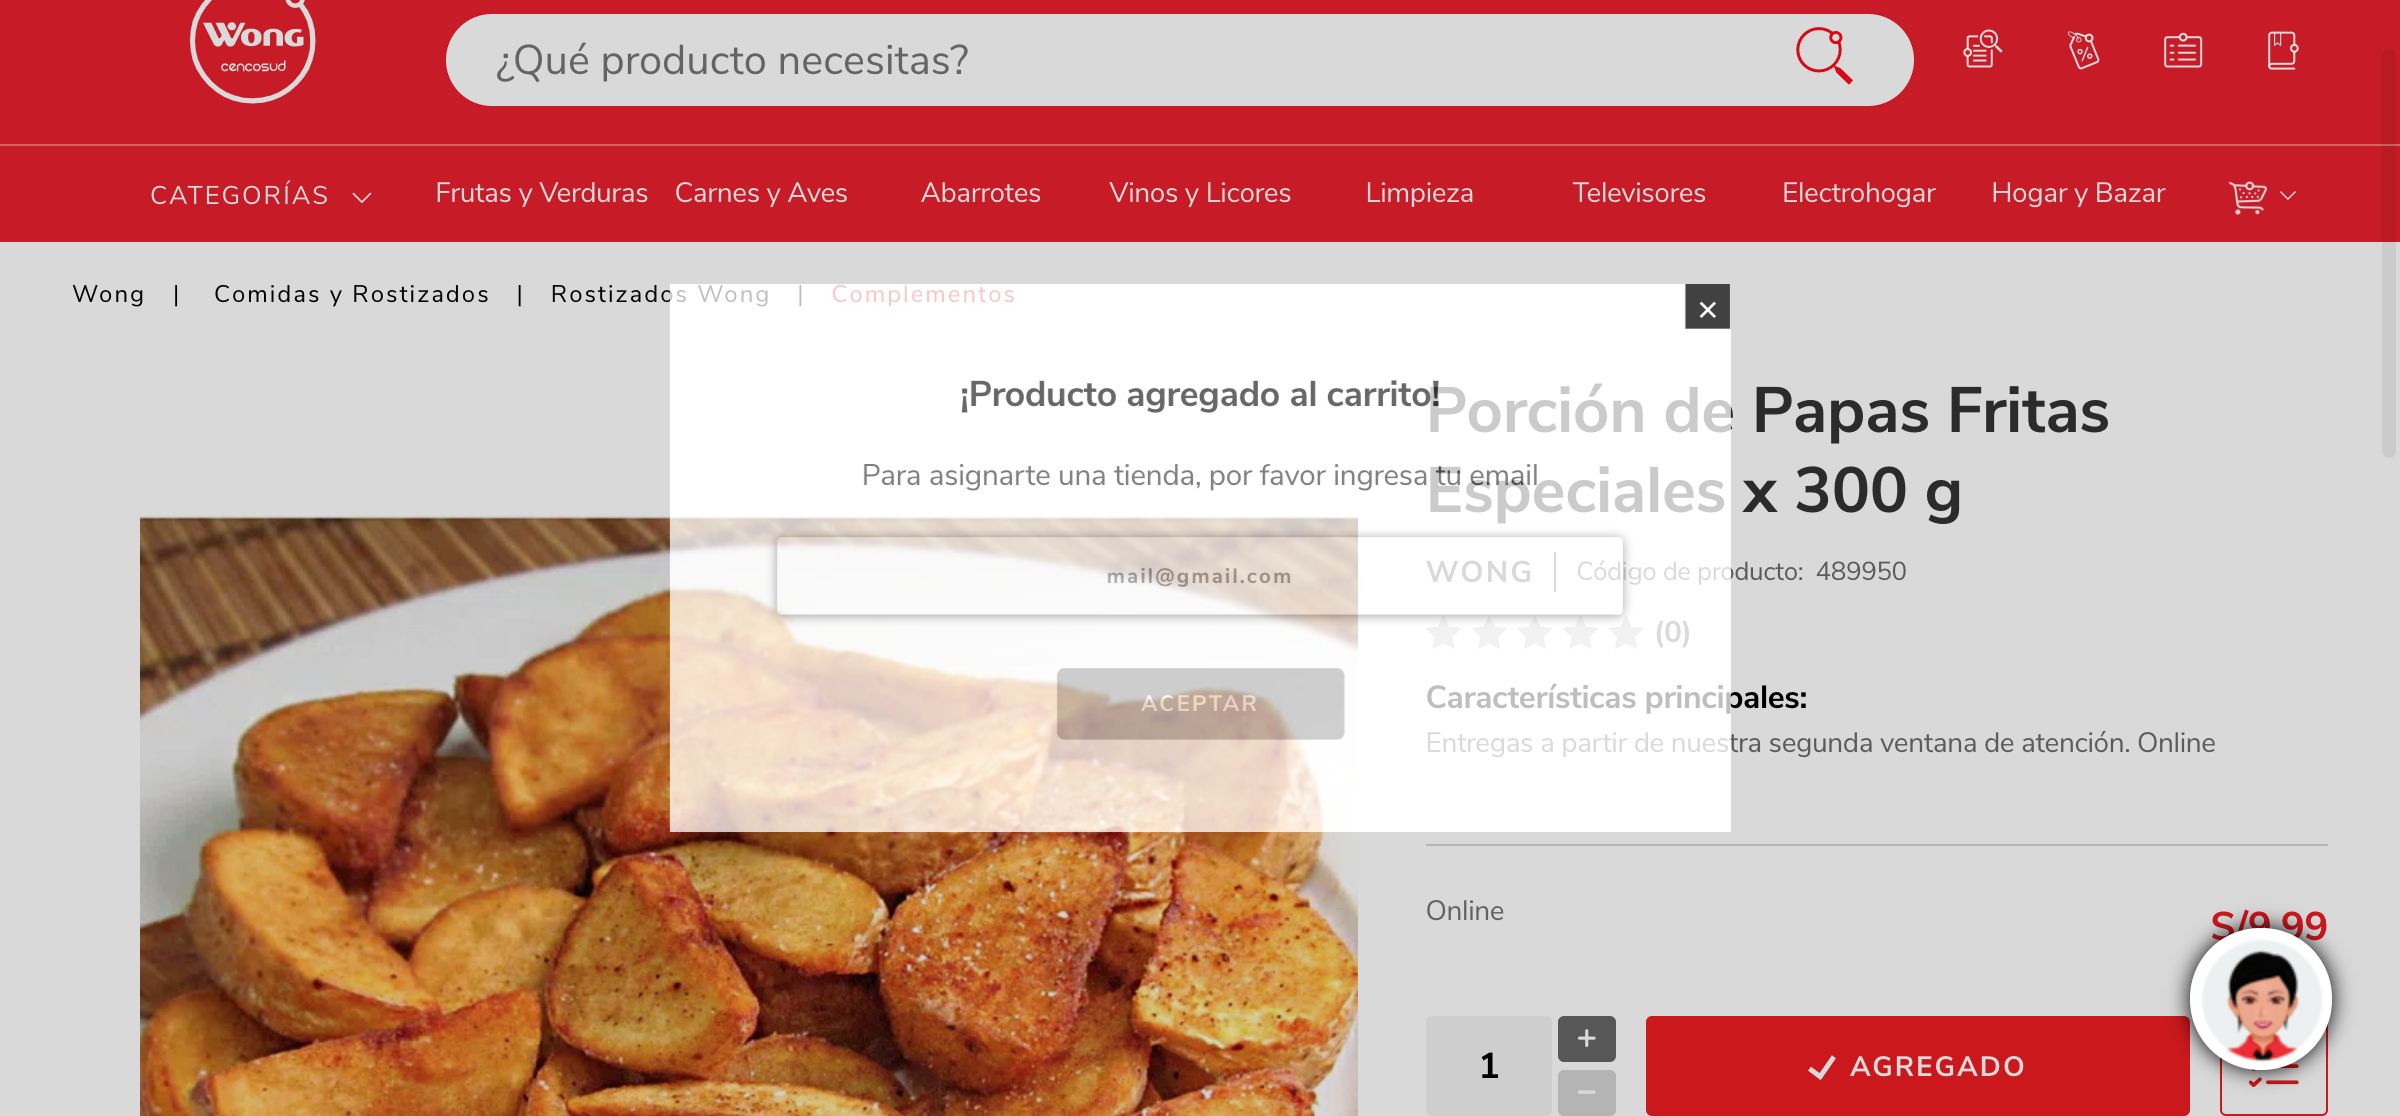 Wong
cencosud
¿Qué producto necesitas?
CATEGORÍAS
Frutas y Verduras
Carnes y Aves
Abarrotes
Vinos y Licores
Limpieza
Televisores
Electrohogar
Hogar y Bazar
Wong | Comidas y Rostizados | Rostizados Wong | Complementos
×
¡Producto agregado al carrito!
Para asignarte una tienda, por favor ingresa tu email
mail@gmail.com
ACEPTAR
Porción de Papas Fritas
Especiales x 300 g
WONG | Código de producto: 489950
(0)
Características principales:
Entregas a partir de nuestra segunda ventana de atención. Online
Online
S/9.99
1
+
−
AGREGADO